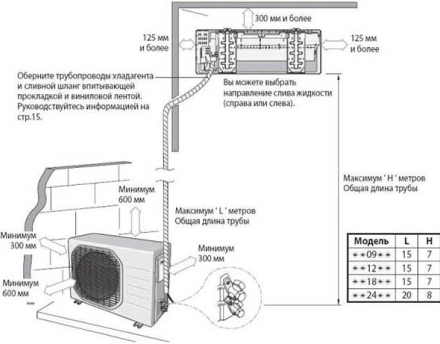 300 мм и более
125 мм
и более
125 мм
и более
Оберните трубопроводы хладагента
и сливной шланг впитывающей
прокладкой и виниловой лентой.
Руководствуйтесь информацией на
стр.15.
Вы можете выбрать
направление слива жидкости
(справа или слева).
Максимум ' H ' метров
Общая длина трубы
Минимум
600 мм
Максимум ' L ' метров
Общая длина трубы
Минимум
300 мм
Минимум
300 мм
Минимум
600 мм
Модель L H
✶✶09✶✶ 15 7
✶✶12✶✶ 15 7
✶✶18✶✶ 15 7
✶✶24✶✶ 20 8